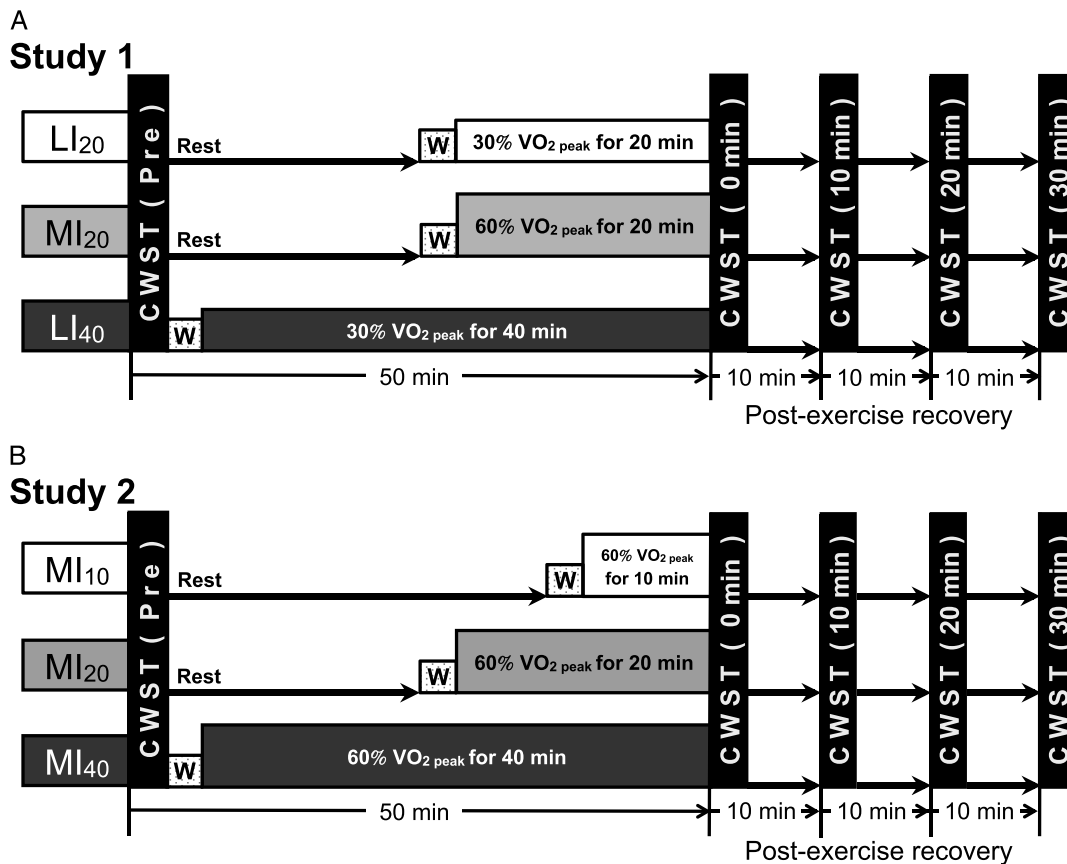 A
Study 1
CWST (Pre)
LI20
Rest
W
30% VO2 peak for 20 min
MI20
Rest
W
60% VO2 peak for 20 min
LI40
W
30% VO2 peak for 40 min
CWST (0 min)
CWST (10 min)
CWST (20 min)
CWST (30 min)
50 min
10 min
10 min
10 min
Post-exercise recovery
B
Study 2
CWST (Pre)
MI10
Rest
W
60% VO2 peak
for 10 min
MI20
Rest
W
60% VO2 peak for 20 min
MI40
W
60% VO2 peak for 40 min
CWST (0 min)
CWST (10 min)
CWST (20 min)
CWST (30 min)
50 min
10 min
10 min
10 min
Post-exercise recovery